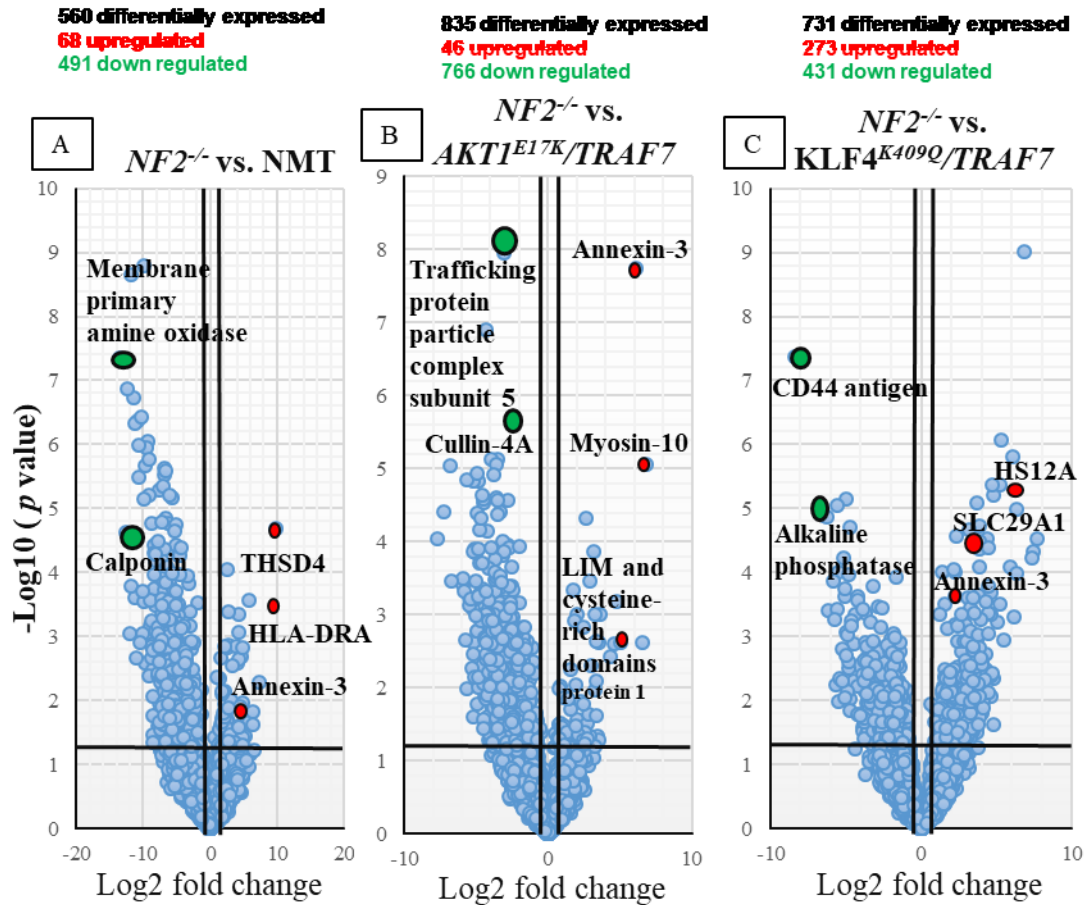 560 differentially expressed
68 upregulated
491 down regulated
835 differentially expressed
46 upregulated
766 down regulated
731 differentially expressed
273 upregulated
431 down regulated
A
NF2-/- vs. NMT
-Log10 ( p value)
10
9
8
7
6
5
4
3
2
1
0
Membrane
primary
amine oxidase
Calponin
THSD4
HLA-DRA
Annexin-3
-20
-10
0
10
20
Log2 fold change
B
NF2-/- vs.
AKT1E17K/TRAF7
9
8
7
6
5
4
3
2
1
0
Annexin-3
Trafficking
protein
particle
complex
subunit 5
Cullin-4A
Myosin-10
LIM and
cysteine-
rich
domains
protein 1
-10
0
10
Log2 fold change
C
NF2-/- vs.
KLF4K409Q/TRAF7
10
9
8
7
6
5
4
3
2
1
0
CD44 antigen
HS12A
SLC29A1
Alkaline
phosphatase
Annexin-3
-10
0
10
Log2 fold change